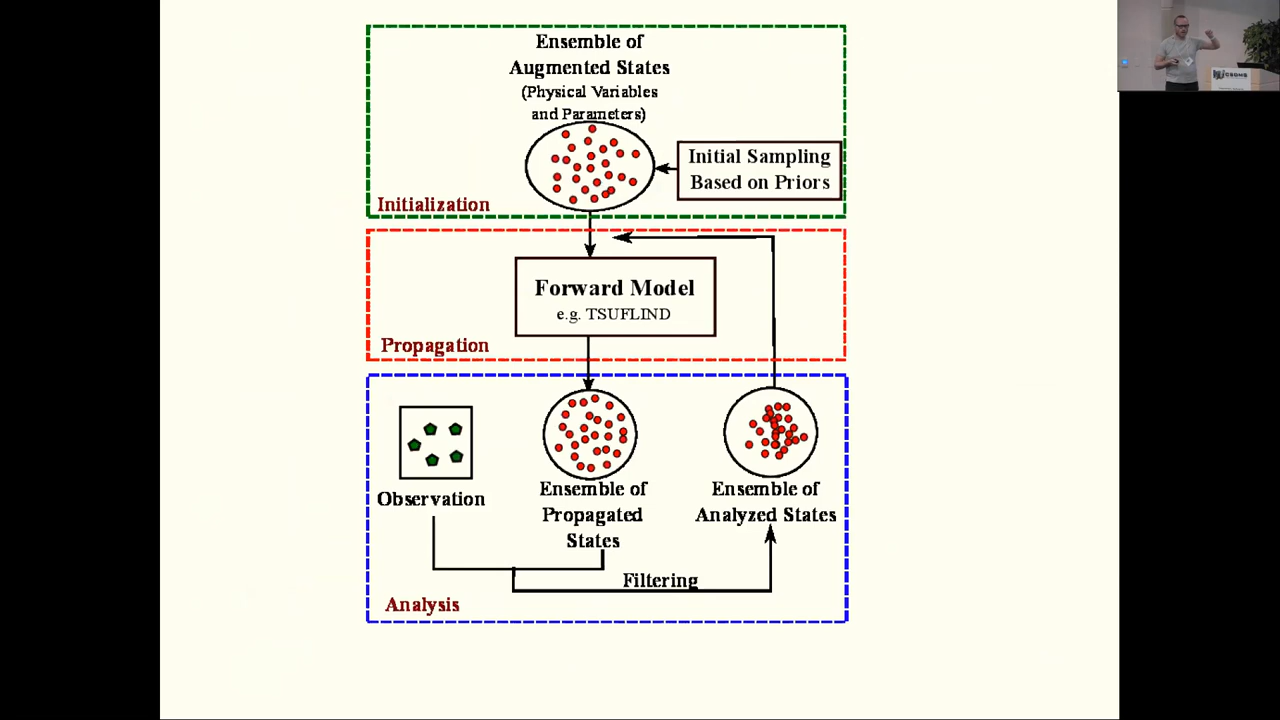 Ensemble of
Augmented States
(Physical Variables
and Parameters)
Initial Sampling
Based on Priors
Initialization
Forward Model
e.g. TSUFLIND
Propagation
Observation
Ensemble of
Propagated
States
Ensemble of
Analyzed States
Filtering
Analysis
CSDMS